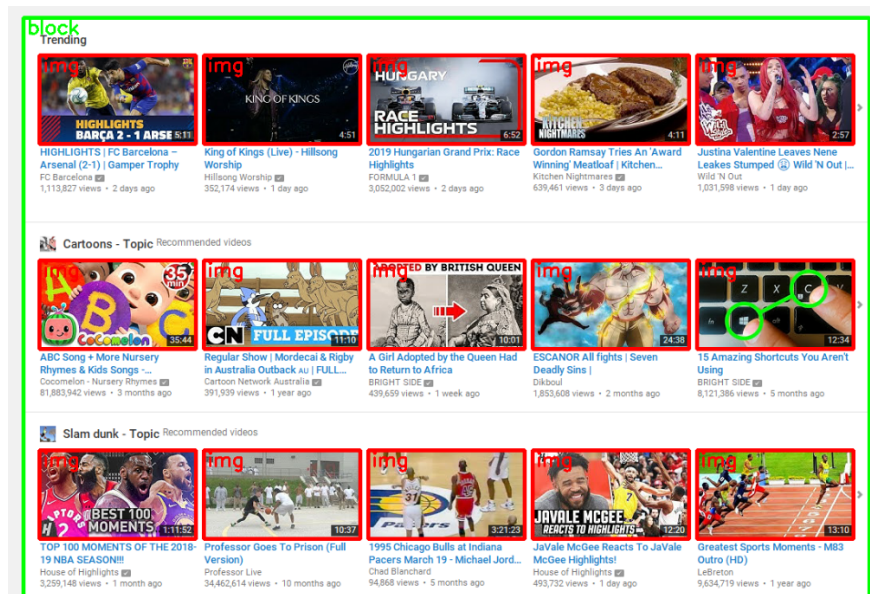 block
Trending
img
img
img
img
img
HIGHLIGHTS
BARÇA 2 - 1 ARSE
5:11
KING OF KINGS
4:51
HUNGARY
RACE
HIGHLIGHTS
6:52
KITCHEN
NIGHTMARES
4:11
Wild
N Out
2:57
HIGHLIGHTS | FC Barcelona –
Arsenal (2-1) | Gamper Trophy
FC Barcelona
1,113,827 views • 2 days ago
King of Kings (Live) - Hillsong
Worship
Hillsong Worship
352,174 views • 1 day ago
2019 Hungarian Grand Prix: Race
Highlights
FORMULA 1
3,052,002 views • 2 days ago
Gordon Ramsay Tries An 'Award
Winning' Meatloaf | Kitchen...
Kitchen Nightmares
639,461 views • 3 days ago
Justina Valentine Leaves Nene
Leakes Stumped 😩 Wild 'N Out |...
Wild 'N Out
1,031,598 views • 1 day ago
Cartoons - Topic Recommended videos
img
img
img
img
img
A B C
35
min
CoComelon
35:44
CN FULL EPISODE
11:10
ADOPTED BY BRITISH QUEEN
10:01
24:38
Z X C
12:34
ABC Song + More Nursery
Rhymes & Kids Songs -...
Cocomelon - Nursery Rhymes
81,883,942 views • 3 months ago
Regular Show | Mordecai & Rigby
in Australia Outback AU | FULL...
Cartoon Network Australia
391,939 views • 1 year ago
A Girl Adopted by the Queen Had
to Return to Africa
BRIGHT SIDE
439,659 views • 1 week ago
ESCANOR All fights | Seven
Deadly Sins |
Dikboul
1,853,608 views • 2 months ago
15 Amazing Shortcuts You Aren't
Using
BRIGHT SIDE
8,121,386 views • 5 months ago
Slam dunk - Topic Recommended videos
img
img
img
img
img
BEST 100
MOMENTS
1:11:52
10:37
31
Pacers
3:21:23
JAVALE MCGEE
REACTS TO HIGHLIGHTS
7
12:20
13:10
TOP 100 MOMENTS OF THE 2018-
19 NBA SEASON!!!
House of Highlights
3,259,148 views • 1 month ago
Professor Goes To Prison (Full
Version)
Professor Live
34,462,614 views • 10 months ago
1995 Chicago Bulls at Indiana
Pacers March 19 - Michael Jord...
Chad Blanchard
94,868 views • 5 months ago
JaVale McGee Reacts To JaVale
McGee Highlights!
House of Highlights
493,732 views • 1 day ago
Greatest Sports Moments - M83
Outro (HD)
LeBreton
9,634,719 views • 1 year ago